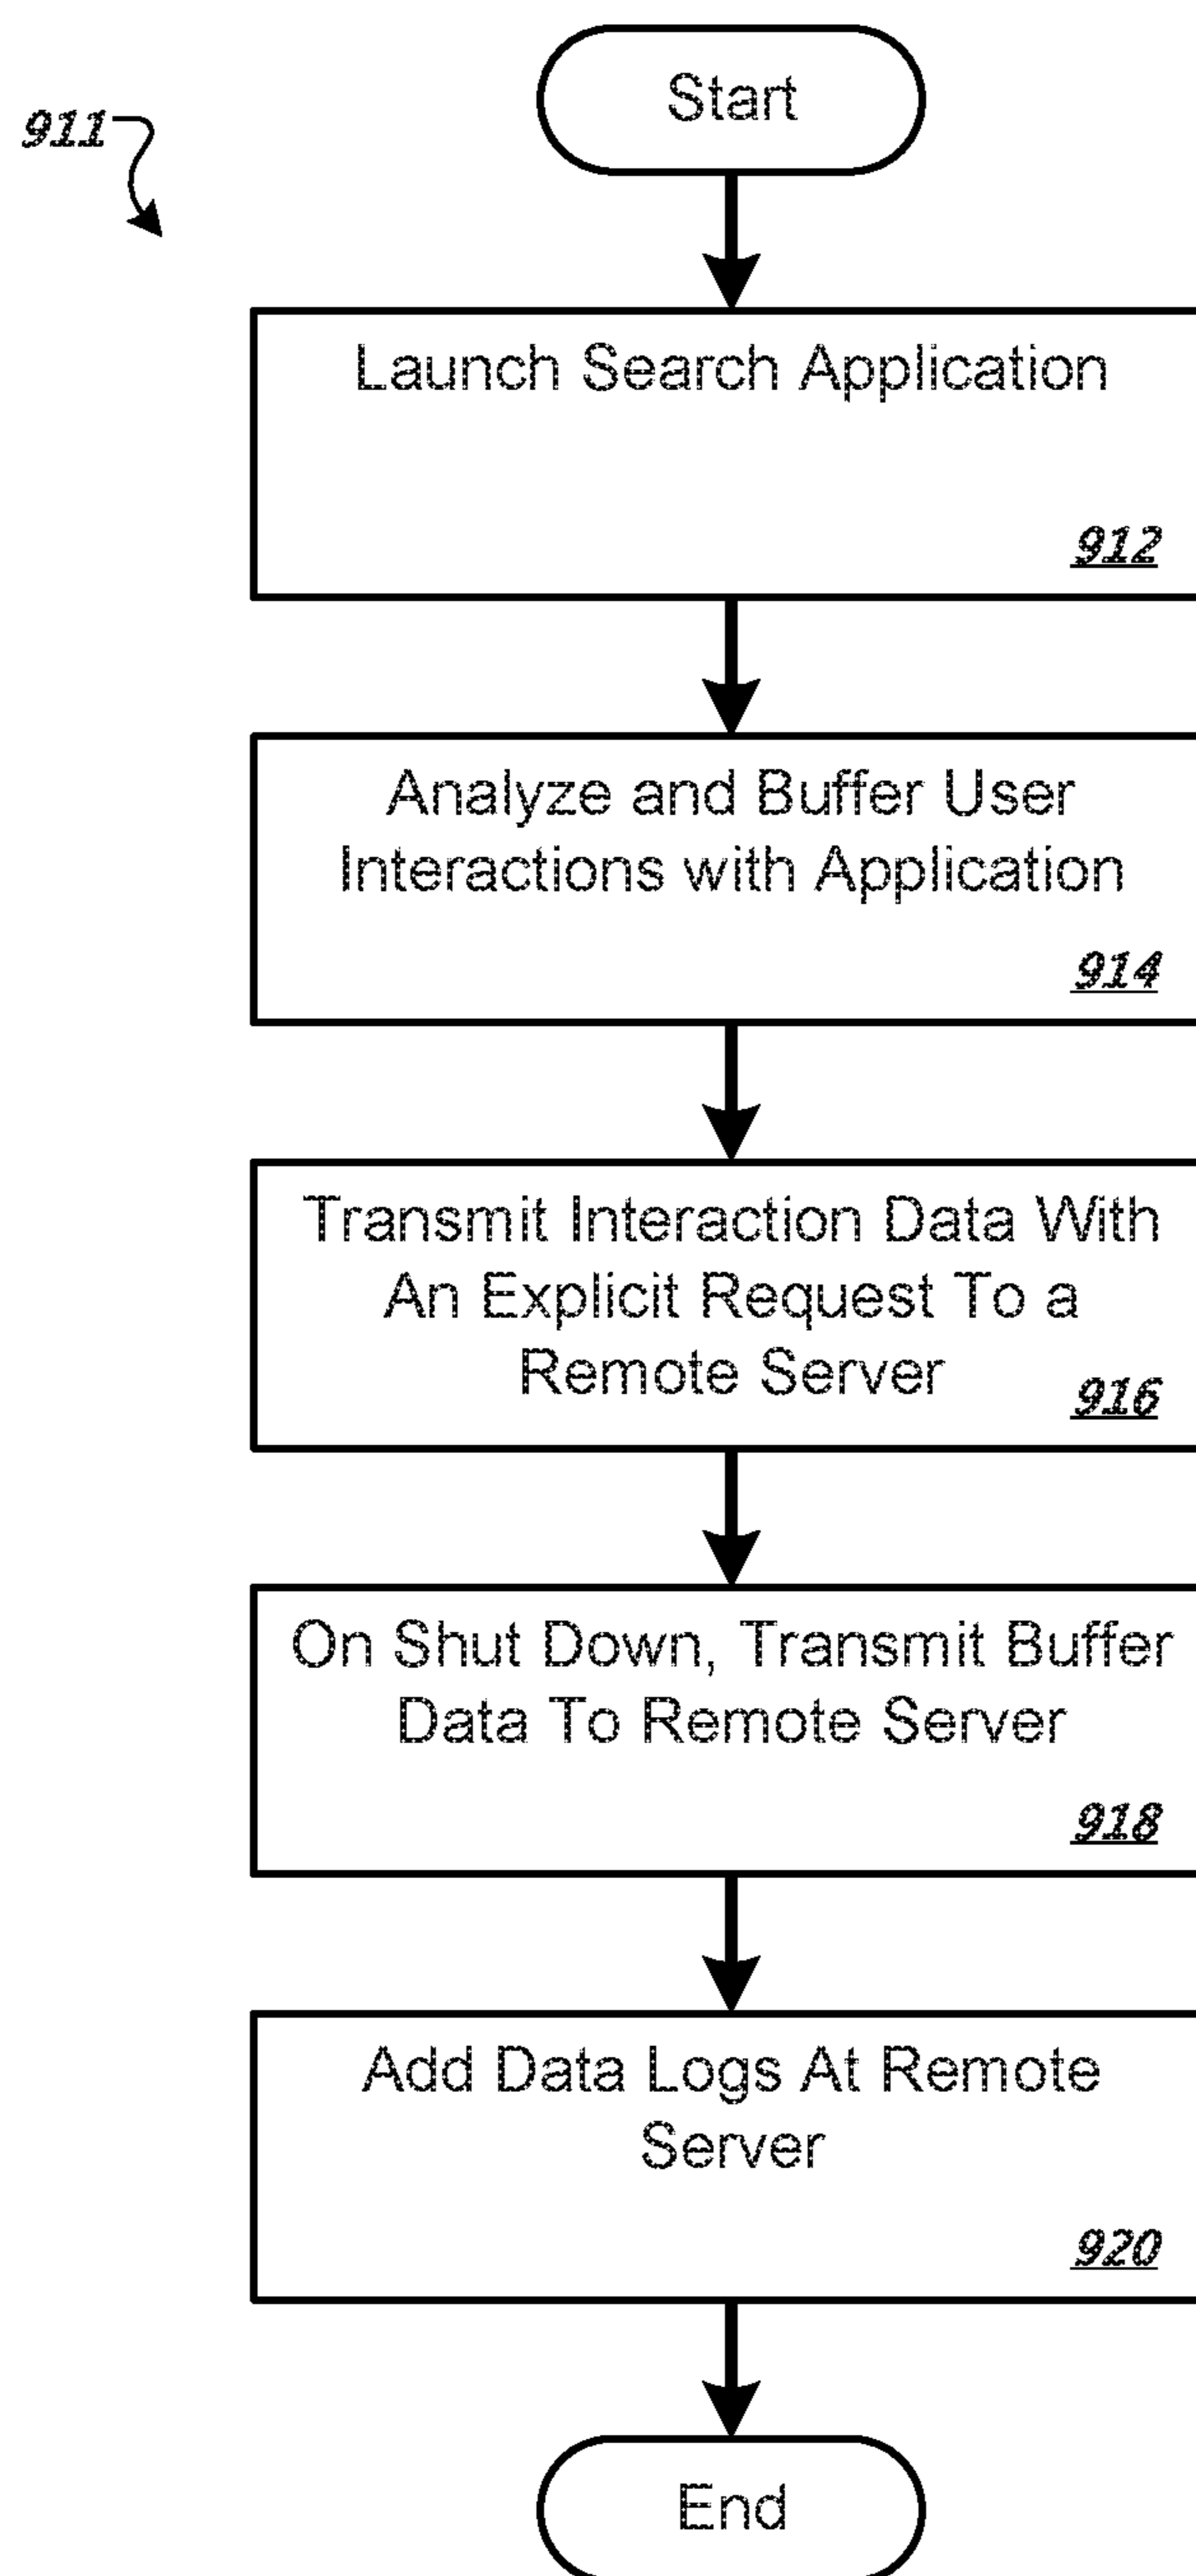 Start
911
Launch Search Application
912
Analyze and Buffer User
Interactions with Application
914
Transmit Interaction Data With
An Explicit Request To a
Remote Server
916
On Shut Down, Transmit Buffer
Data To Remote Server
918
Add Data Logs At Remote
Server
920
End